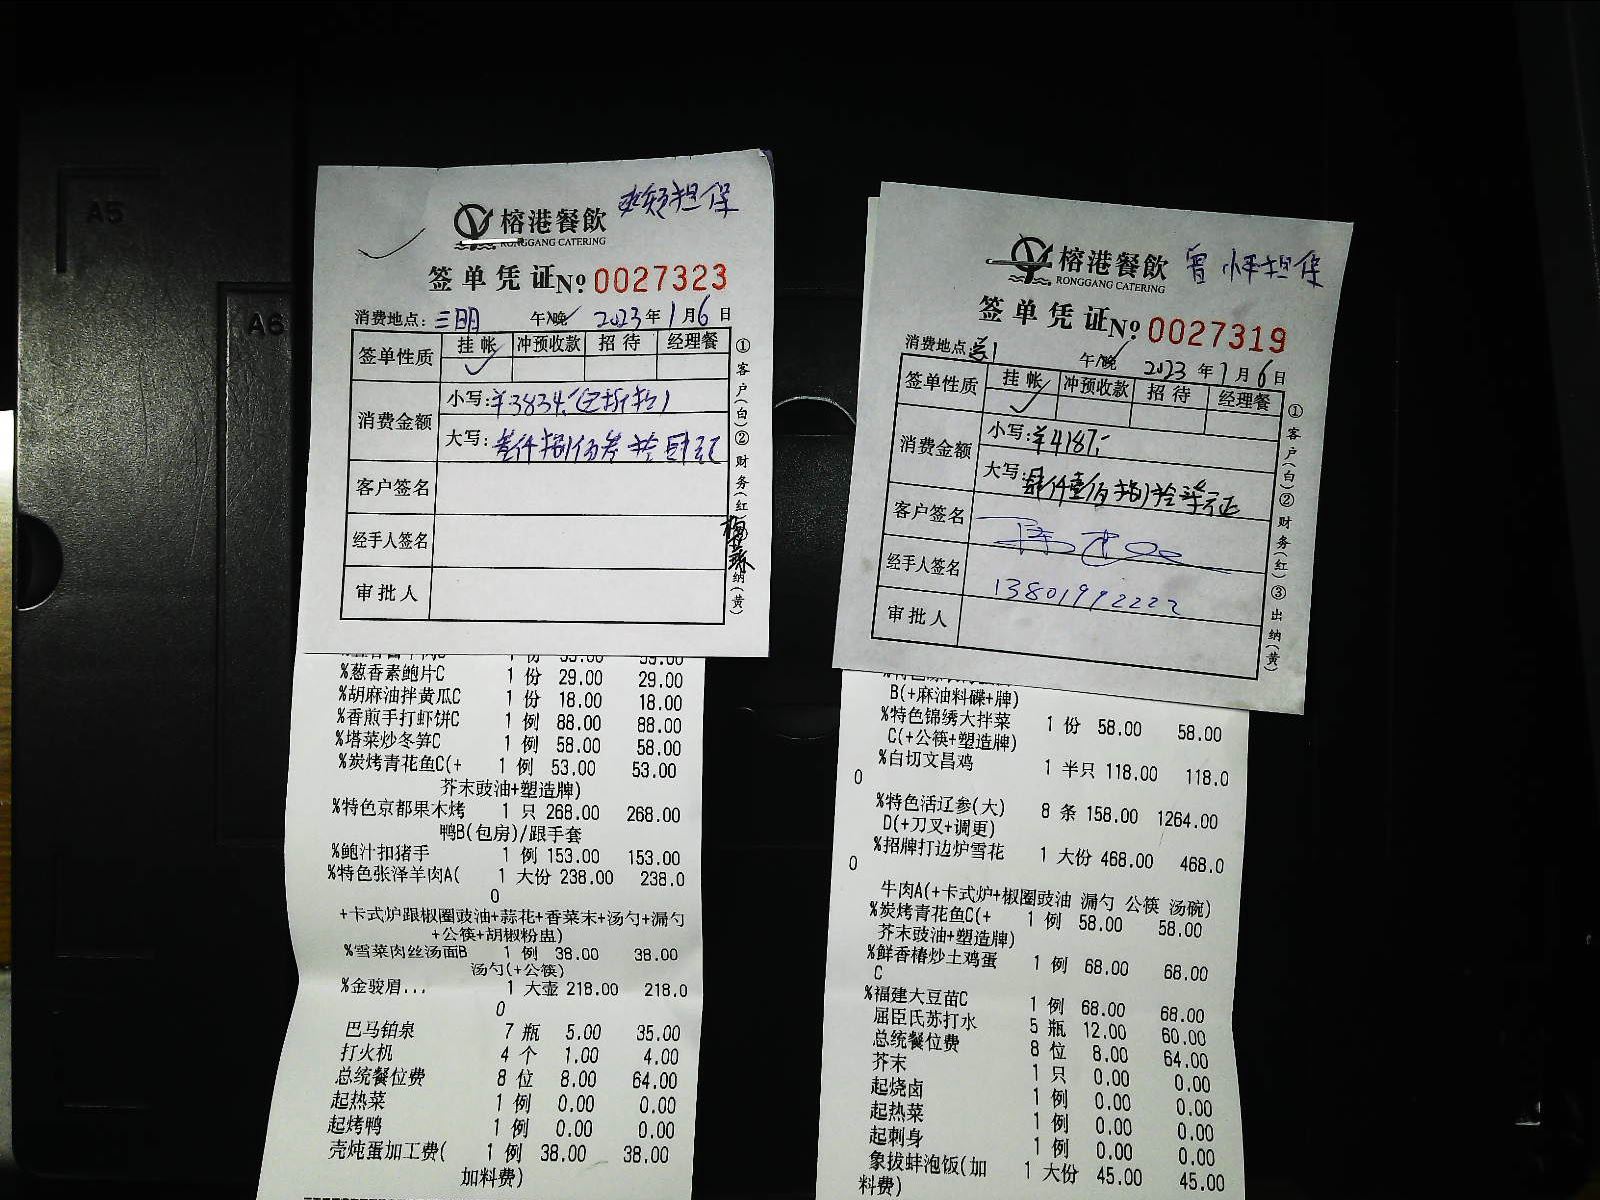 A5
A6
担保
榕港餐飲
RONGGANG CATERING
签单凭证№ 0027323
消费地点: 三明 午/晚 2023年1月6日
签单性质 挂帐 冲预收款 招待 经理餐
消费金额 小写:¥3834.
大写: 叁仟捌佰叁拾肆元
客户签名
经手人签名
审批人
①客户(白)②财务(红) 纳(黄)
%葱香素鲍片C 1 份 29.00 29.00
%胡麻油拌黄瓜C 1 份 18.00 18.00
%香煎手打虾饼C 1 例 88.00 88.00
%塔菜炒冬笋C 1 例 58.00 58.00
%炭烤青花鱼C(+ 1 例 53.00 53.00
芥末豉油+塑造牌)
%特色京都果木烤 1 只 268.00 268.00
鸭B(包房)/跟手套
%鲍汁扣猪手 1 例 153.00 153.00
%特色张泽羊肉A( 1 大份 238.00 238.0
0
+卡式炉跟椒圈豉油+蒜花+香菜末+汤勺+漏勺
+公筷+胡椒粉盅)
%雪菜肉丝汤面B 1 例 38.00 38.00
汤勺(+公筷)
%金骏眉... 1 大壶 218.00 218.0
0
巴马铂泉 7 瓶 5.00 35.00
打火机 4 个 1.00 4.00
总统餐位费 8 位 8.00 64.00
起热菜 1 例 0.00 0.00
起烤鸭 1 例 0.00 0.00
壳炖蛋加工费( 1 例 38.00 38.00
加料费)
榕港餐飲
RONGGANG CATERING
曾 担保
签单凭证№ 0027319
消费地点 午/晚 2023年1月6日
签单性质 挂帐 冲预收款 招待 经理餐
消费金额 小写:¥4187.-
大写: 肆仟壹佰捌拾柒元正
客户签名
经手人签名 13801992222
审批人
①客户(白)②财务(红)③出纳(黄)
B(+麻油料碟+牌)
%特色锦绣大拌菜 1 份 58.00 58.00
C(+公筷+塑造牌)
%白切文昌鸡 1 半只 118.00 118.0
0
%特色活辽参(大) 8 条 158.00 1264.00
D(+刀叉+调更)
%招牌打边炉雪花 1 大份 468.00 468.0
0
牛肉A(+卡式炉+椒圈豉油 漏勺 公筷 汤碗)
%炭烤青花鱼C(+ 1 例 58.00 58.00
芥末豉油+塑造牌)
%鲜香椿炒土鸡蛋 1 例 68.00 68.00
C
%福建大豆苗C 1 例 68.00 68.00
屈臣氏苏打水 5 瓶 12.00 60.00
总统餐位费 8 位 8.00 64.00
芥末 1 只 0.00 0.00
起烧卤 1 例 0.00 0.00
起热菜 1 例 0.00 0.00
起刺身 1 例 0.00 0.00
象拔蚌泡饭(加 1 大份 45.00 45.00
料费)